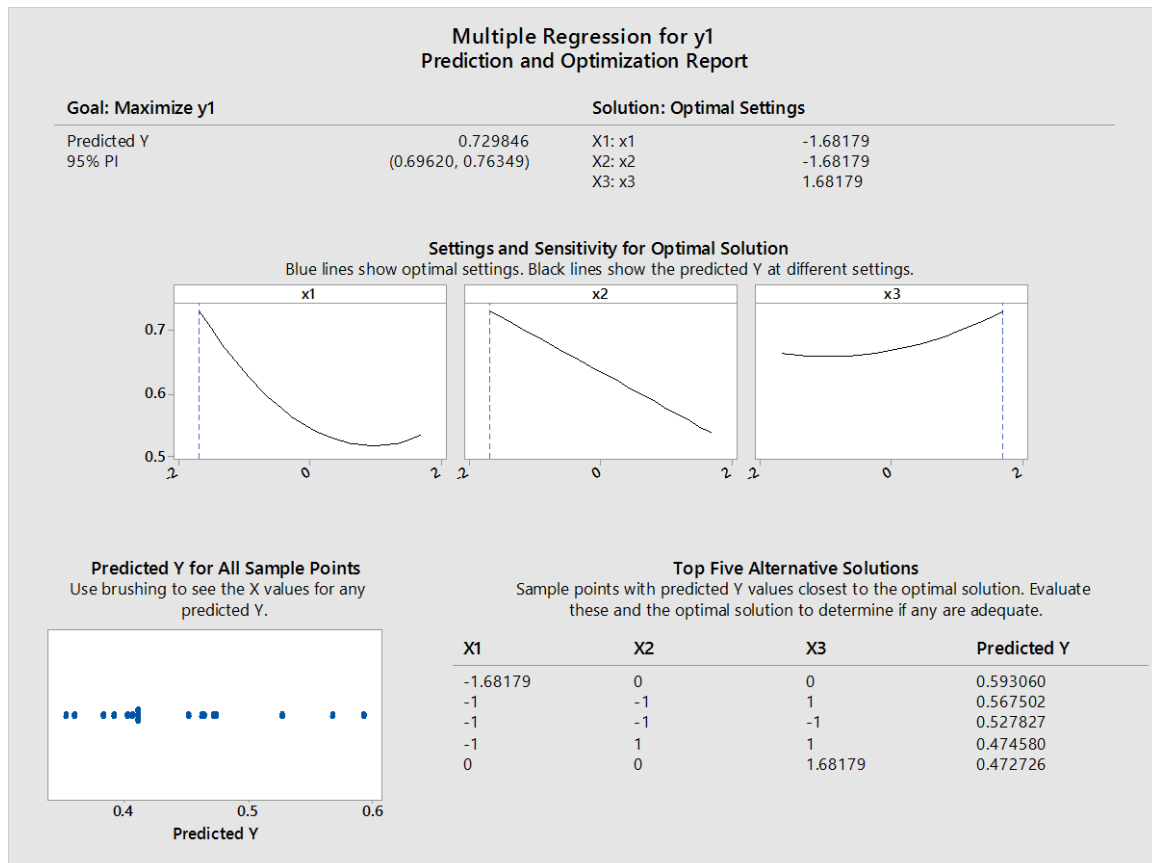 Multiple Regression for y1
Prediction and Optimization Report
Goal: Maximize y1
Predicted Y 0.729846
95% PI (0.69620, 0.76349)
Solution: Optimal Settings
X1: x1 -1.68179
X2: x2 -1.68179
X3: x3 1.68179
Settings and Sensitivity for Optimal Solution
Blue lines show optimal settings. Black lines show the predicted Y at different settings.
x1 x2 x3
0.7
0.6
0.5
-2 0 2 -2 0 2 -2 0 2
Predicted Y for All Sample Points
Use brushing to see the X values for any
predicted Y.
0.4 0.5 0.6
Predicted Y
Top Five Alternative Solutions
Sample points with predicted Y values closest to the optimal solution. Evaluate
these and the optimal solution to determine if any are adequate.
X1 X2 X3 Predicted Y
-1.68179 0 0 0.593060
-1 -1 1 0.567502
-1 -1 -1 0.527827
-1 1 1 0.474580
0 0 1.68179 0.472726